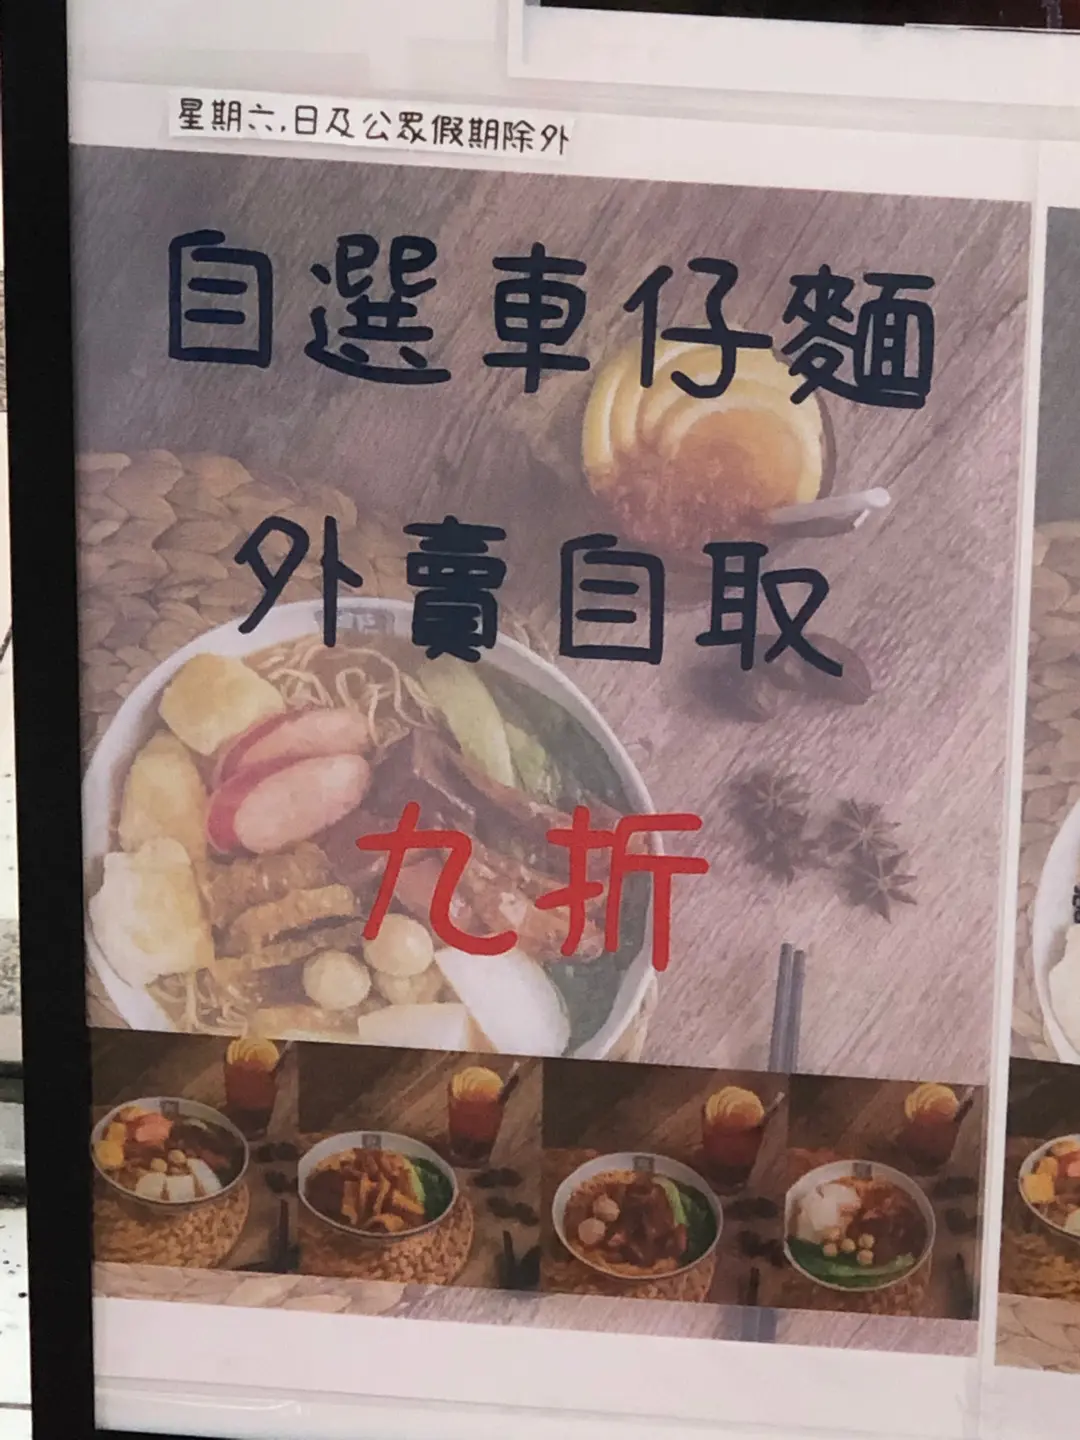 星期六,日及公眾假期除外
自選車仔麵
外賣自取
九折